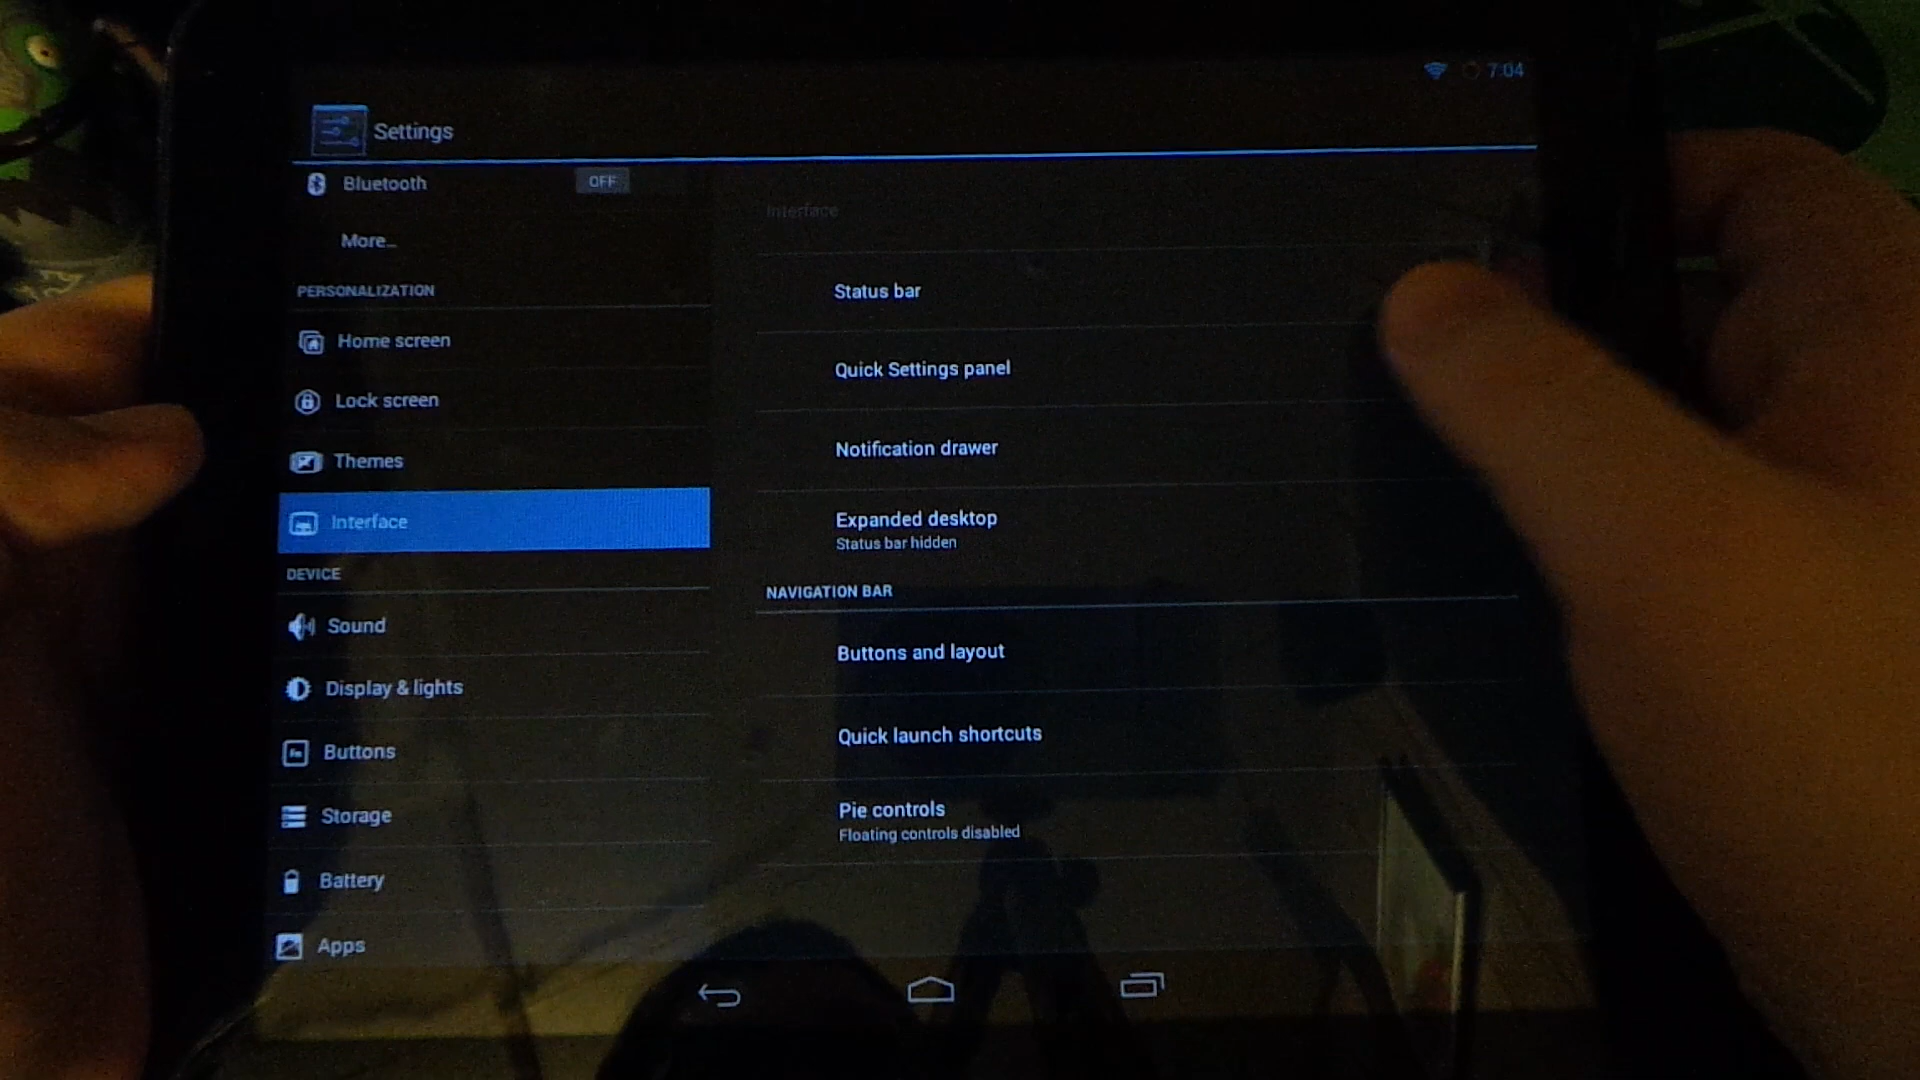 7:04
Settings
Bluetooth OFF
More...
PERSONALIZATION
Home screen
Lock screen
Themes
Interface
DEVICE
Sound
Display & lights
Buttons
Storage
Battery
Apps
Interface
Status bar
Quick Settings panel
Notification drawer
Expanded desktop
Status bar hidden
NAVIGATION BAR
Buttons and layout
Quick launch shortcuts
Pie controls
Floating controls disabled